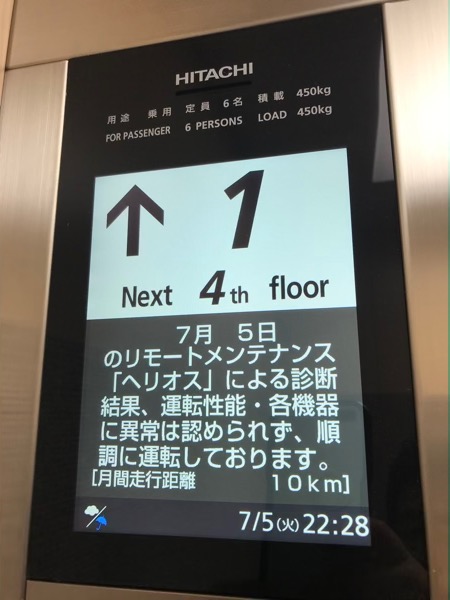 HITACHI
用途 乗用 定員 6名 積載 450kg
FOR PASSENGER 6 PERSONS LOAD 450kg
↑ 1
Next 4th floor
7月 5日
のリモートメンテナンス
「ヘリオス」による診断
結果、運転性能・各機器
に異常は認められず、順
調に運転しております。
[月間走行距離 10km]
7/5(火) 22:28